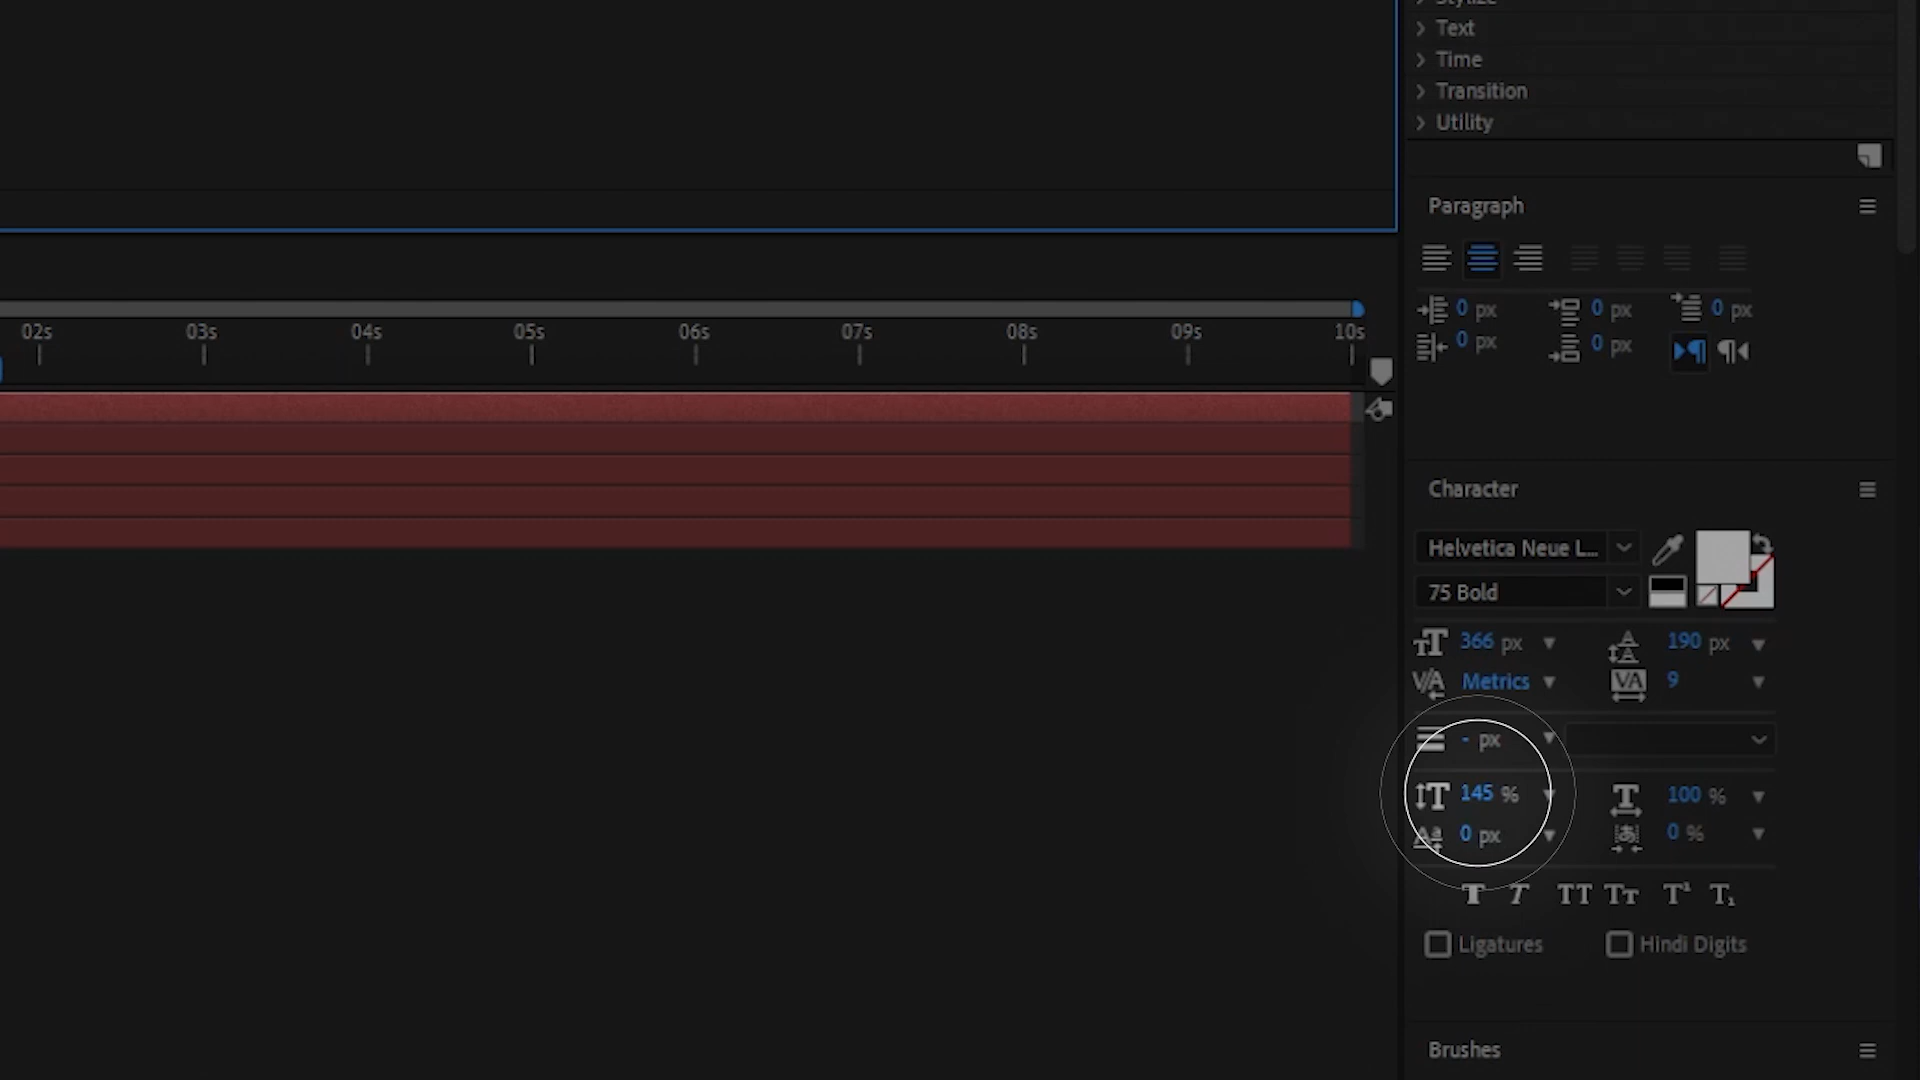 Stylize
Text
Time
Transition
Utility
Paragraph
0 px 0 px 0 px
0 px 0 px
02s 03s 04s 05s 06s 07s 08s 09s 10s
Character
Helvetica Neue L...
75 Bold
366 px 190 px
Metrics 9
- px
145 % 100 %
0 px 0 %
T T TT Tт T¹ T₁
Ligatures Hindi Digits
Brushes